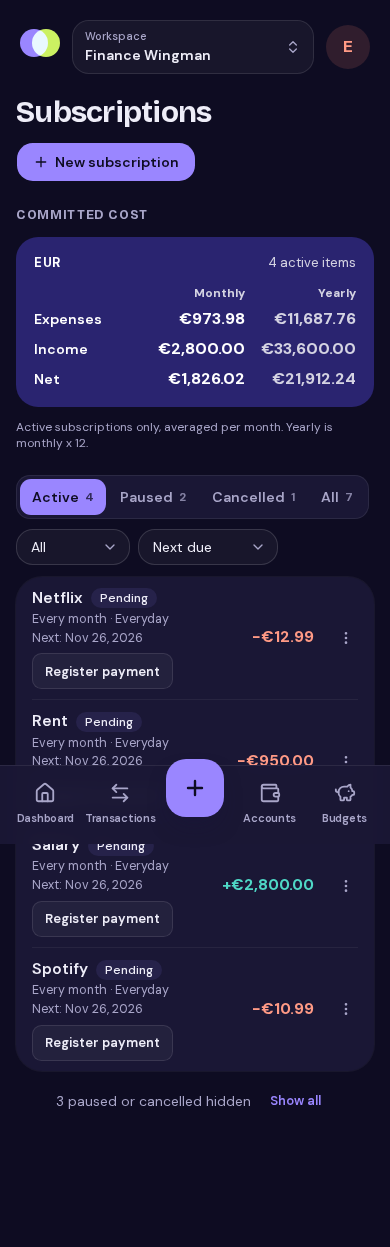 Workspace
Finance Wingman
E
Subscriptions
+ New subscription
COMMITTED COST
EUR 4 active items
Monthly Yearly
Expenses €973.98 €11,687.76
Income €2,800.00 €33,600.00
Net €1,826.02 €21,912.24
Active subscriptions only, averaged per month. Yearly is
monthly x 12.
Active 4 Paused 2 Cancelled 1 All 7
All Next due
Netflix Pending
Every month · Everyday
Next: Nov 26, 2026 -€12.99
Register payment
Rent Pending
Every month · Everyday
Next: Nov 26, 2026 -€950.00
Dashboard Transactions + Accounts Budgets
Salary Pending
Every month · Everyday
Next: Nov 26, 2026 +€2,800.00
Register payment
Spotify Pending
Every month · Everyday
Next: Nov 26, 2026 -€10.99
Register payment
3 paused or cancelled hidden Show all